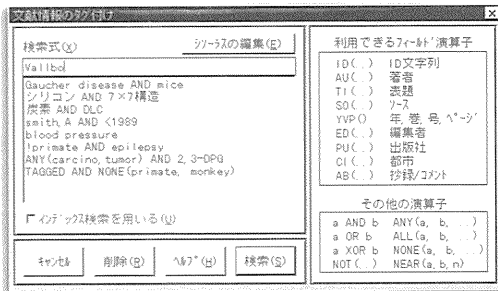 文献情報のタグ付け
検索式(X)
シソーラスの編集(E)
Vallbo
Gaucher disease AND mice
シリコン AND 7×7構造
炭素 AND DLC
smith,A AND <1989
blood pressure
!primate AND epilepsy
ANY(carcino,tumor) AND 2,3-DPG
TAGGED AND NONE(primate, monkey)
インデックス検索を用いる(U)
キャンセル 削除(R) ヘルプ(H) 検索(S)
利用できるフィールド演算子
ID(..) ID文字列
AU(..) 著者
TI(..) 表題
SO(..) ソース
YVP() 年, 巻, 号, ページ
ED(..) 編集者
PU(..) 出版社
CI(..) 都市
AB(..) 抄録/コメント
その他の演算子
a AND b ANY(a, b, ..)
a OR b ALL(a, b, ..)
a XOR b NONE(a, b, ..)
NOT(..) NEAR(a,b,n)